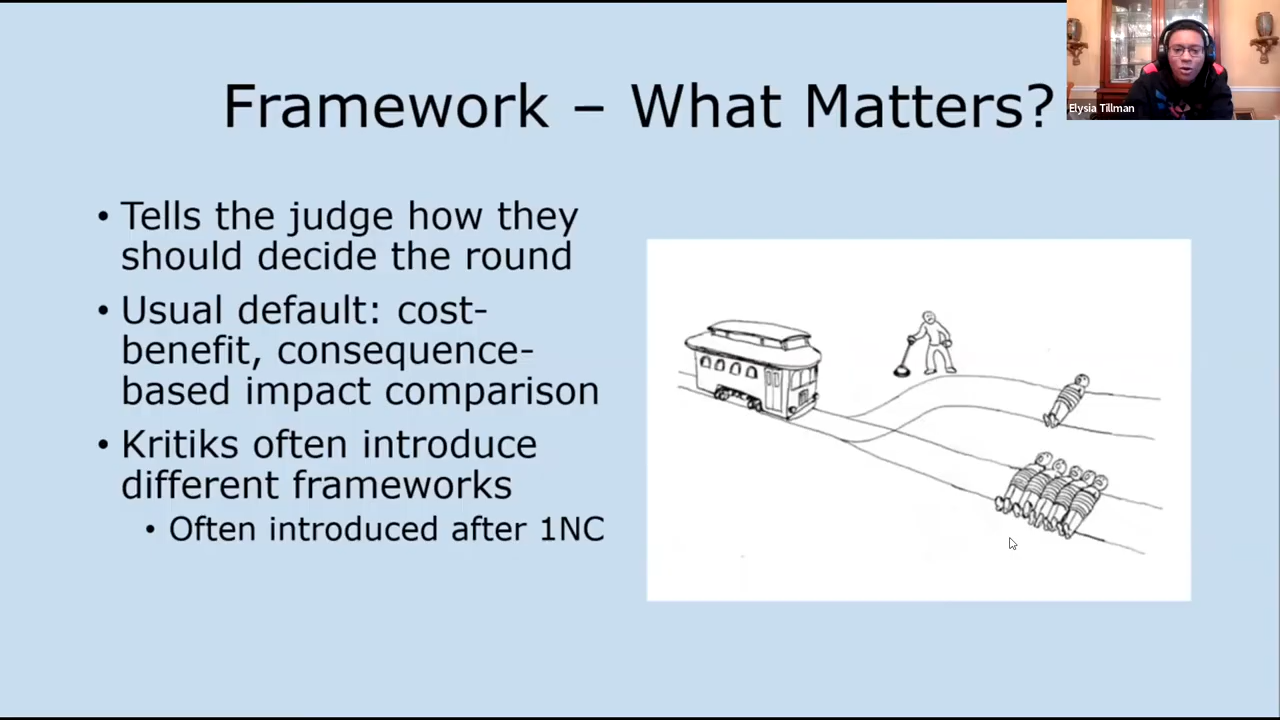 Framework – What Matters?
Elysia Tillman
• Tells the judge how they
should decide the round
• Usual default: cost-
benefit, consequence-
based impact comparison
• Kritiks often introduce
different frameworks
• Often introduced after 1NC